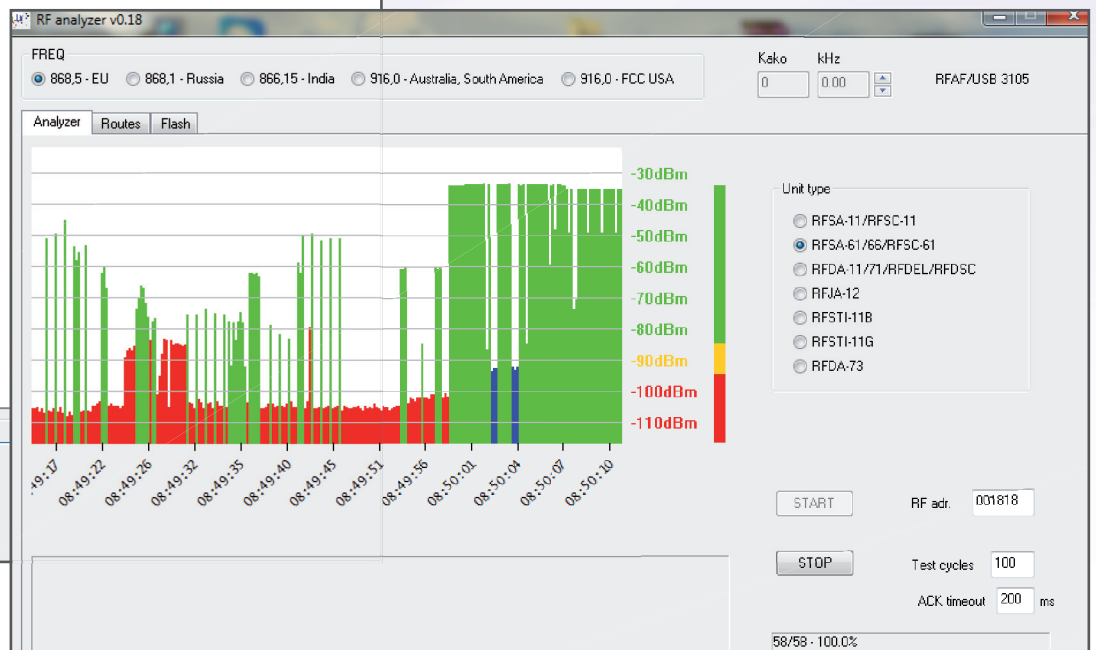 RF analyzer v0.18
FREQ
868,5 - EU
868,1 - Russia
866,15 - India
916,0 - Australia, South America
916,0 - FCC USA
Kako
kHz
0
0.00
RFAF/USB 3105
Analyzer
Routes
Flash
-30dBm
-40dBm
-50dBm
-60dBm
-70dBm
-80dBm
-90dBm
-100dBm
-110dBm
:49:17
08:49:22
08:49:26
08:49:32
08:49:35
08:49:40
08:49:45
08:49:51
08:49:56
08:50:01
08:50:04
08:50:07
08:50:10
Unit type
RFSA-11/RFSC-11
RFSA-61/66/RFSC-61
RFDA-11/71/RFDEL/RFDSC
RFJA-12
RFSTI-11B
RFSTI-11G
RFDA-73
START
RF adr.
001818
STOP
Test cycles
100
ACK timeout
200
ms
58/58 - 100.0%